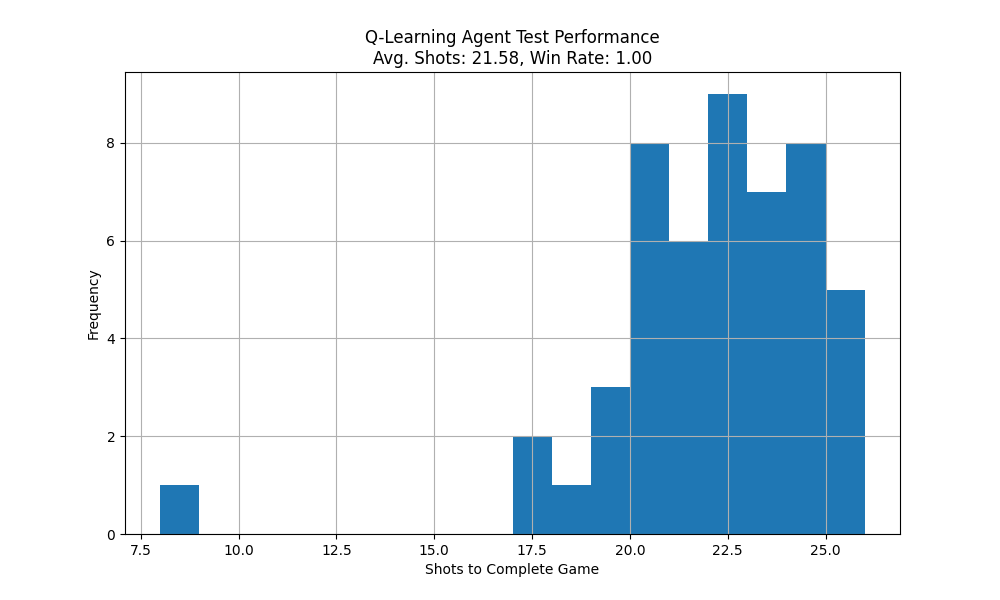 Q-Learning Agent Test Performance
Avg. Shots: 21.58, Win Rate: 1.00
8
6
4
2
0
Frequency
7.5 10.0 12.5 15.0 17.5 20.0 22.5 25.0
Shots to Complete Game